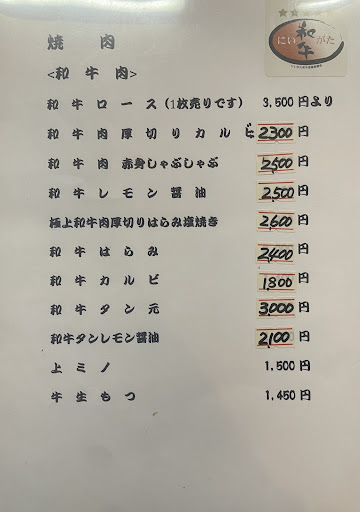 にいがた
和牛
焼肉
<和牛肉>
和牛ロース(1枚売りです) 3,500円より
和牛肉厚切りカルビ 2300円
和牛肉 赤身しゃぶしゃぶ 2,500円
和牛レモン醤油 2,500円
極上和牛肉厚切りはらみ塩焼き 2,600円
和牛はらみ 2,400円
和牛カルビ 1,800円
和牛タン元 3,000円
和牛タンレモン醤油 2,100円
上ミノ 1,500円
牛生もつ 1,450円